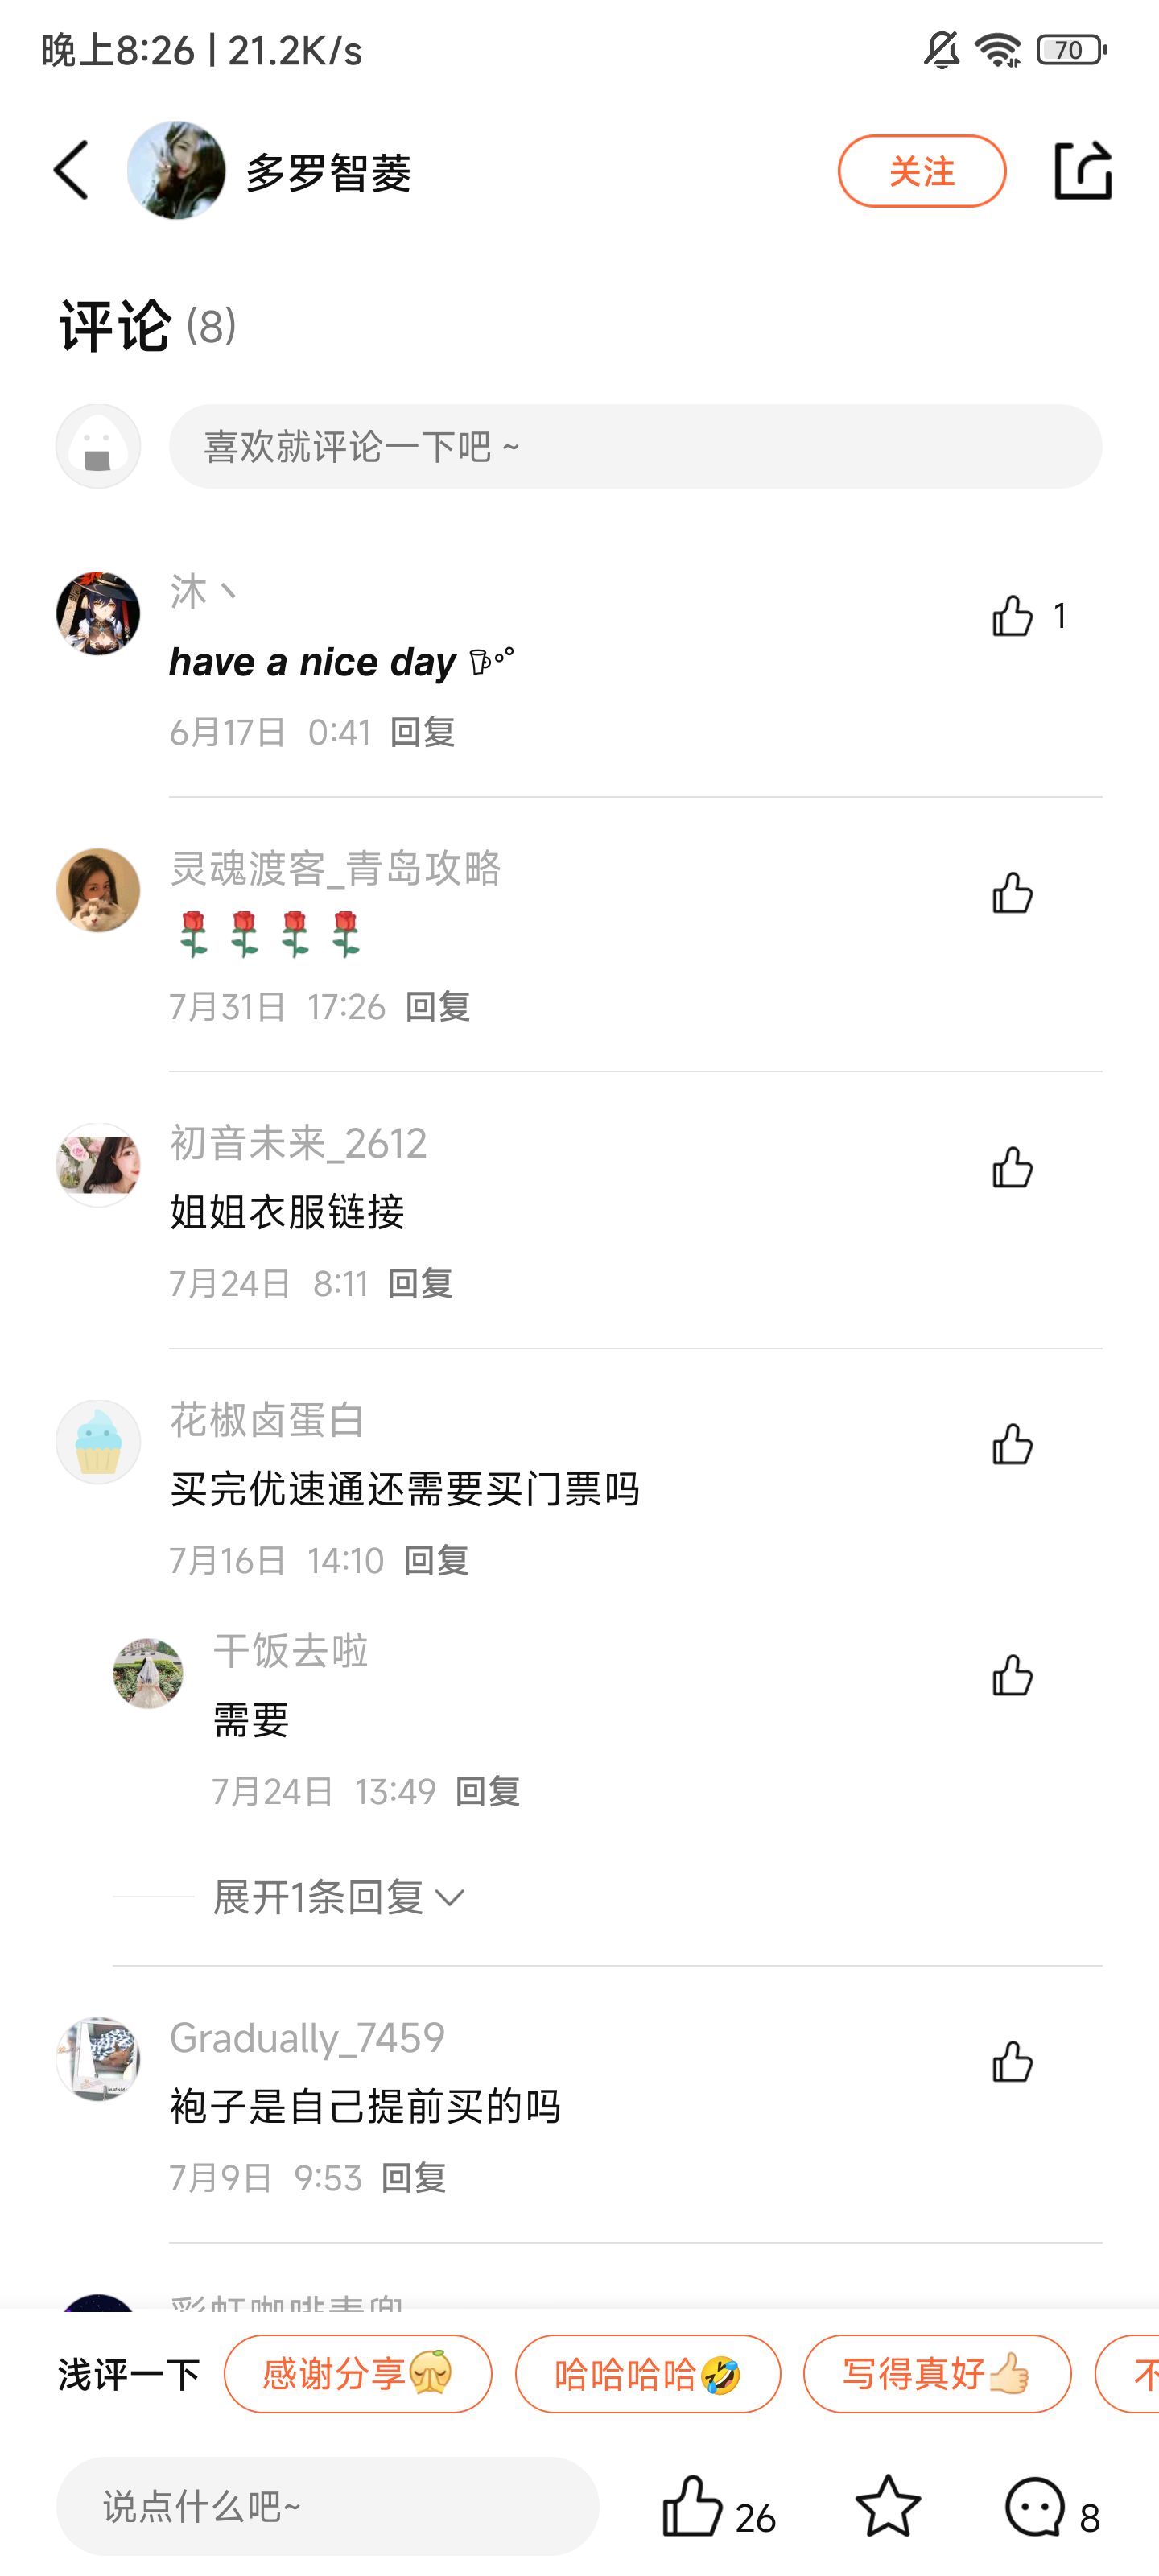 晚上8:26 | 21.2K/s
70
多罗智菱
关注
评论 (8)
喜欢就评论一下吧 ~
沐丶
1
have a nice day
6月17日 0:41 回复
灵魂渡客_青岛攻略
🌹🌹🌹🌹
7月31日 17:26 回复
初音未来_2612
姐姐衣服链接
7月24日 8:11 回复
花椒卤蛋白
买完优速通还需要买门票吗
7月16日 14:10 回复
干饭去啦
需要
7月24日 13:49 回复
展开1条回复
Gradually_7459
袍子是自己提前买的吗
7月9日 9:53 回复
浅评一下
感谢分享
哈哈哈哈🤣
写得真好👍
不
说点什么吧~
26
8